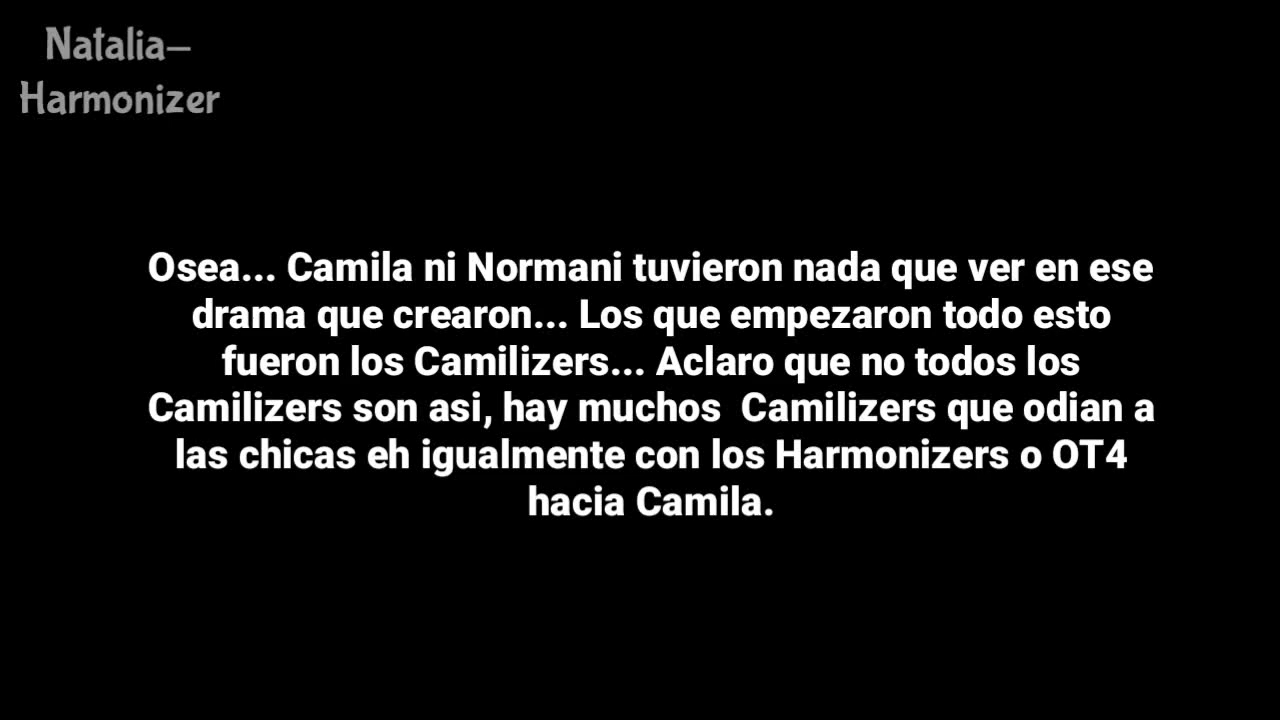 Natalia–
Harmonizer
Osea... Camila ni Normani tuvieron nada que ver en ese
drama que crearon... Los que empezaron todo esto
fueron los Camilizers... Aclaro que no todos los
Camilizers son asi, hay muchos  Camilizers que odian a
las chicas eh igualmente con los Harmonizers o OT4
hacia Camila.